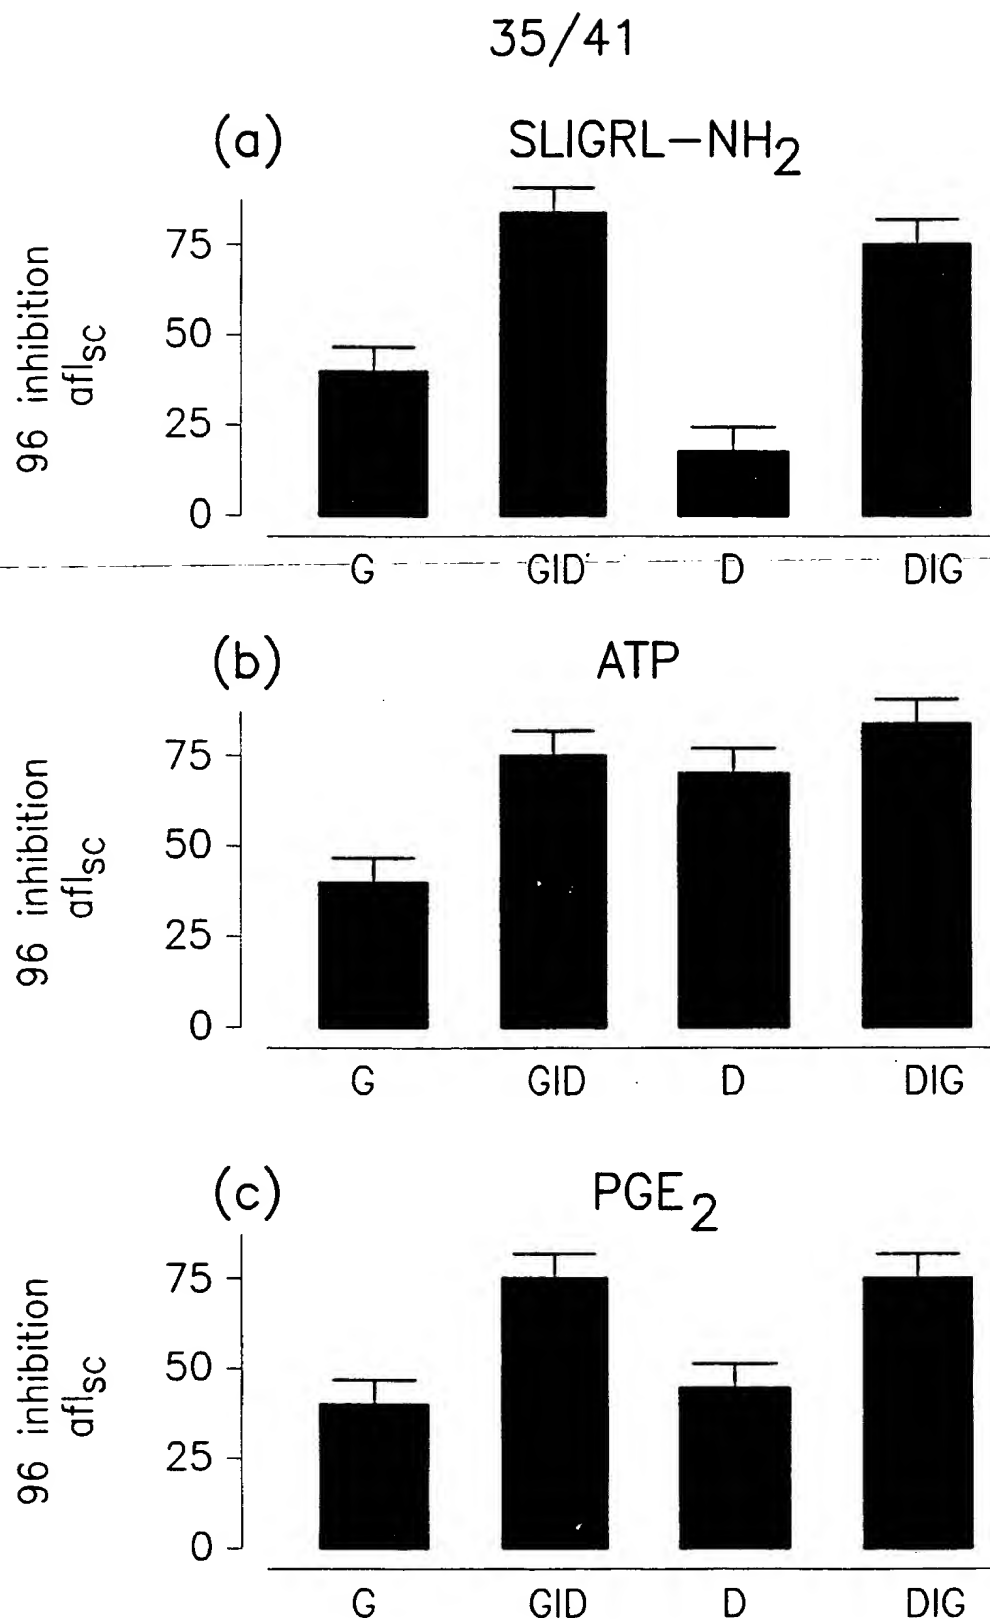 35/41
(a) SLIGRL-NH2
96 inhibition
aflSC
75
50
25
0
G GID D DIG
(b) ATP
96 inhibition
aflSC
75
50
25
0
G GID D DIG
(c) PGE2
96 inhibition
aflSC
75
50
25
0
G GID D DIG